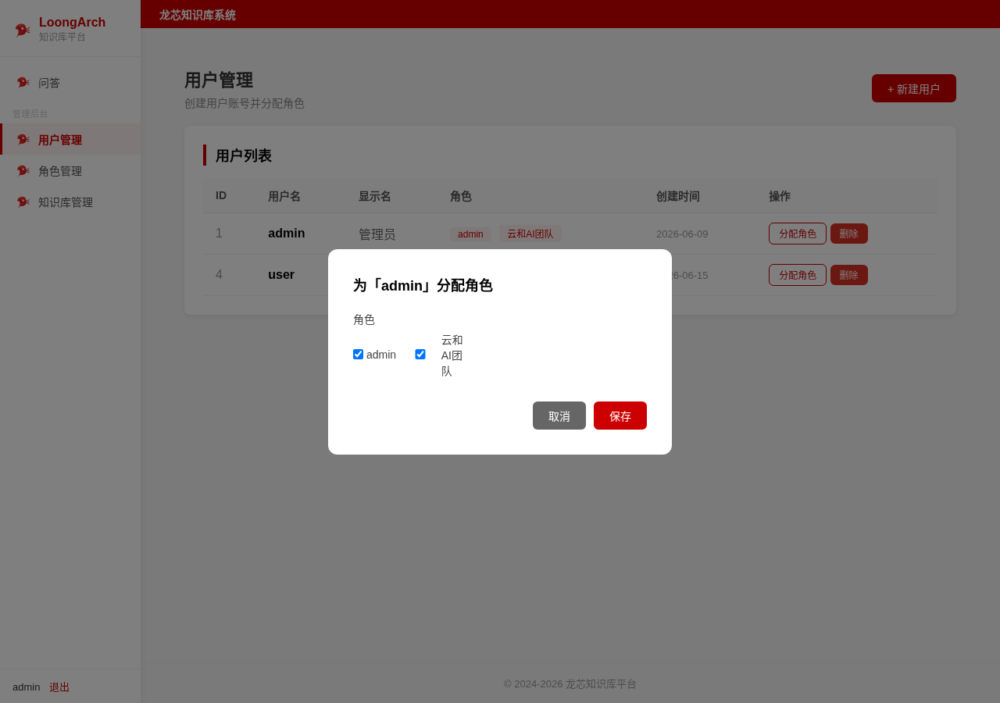 LoongArch
知识库平台
龙芯知识库系统
问答
管理后台
用户管理
角色管理
知识库管理
admin 退出
用户管理
创建用户账号并分配角色
+ 新建用户
用户列表
ID 用户名 显示名 角色 创建时间 操作
1 admin 管理员 admin 云和AI团队 2026-06-09 分配角色 删除
4 user 26-06-15 分配角色 删除
为「admin」分配角色
角色
admin
云和
AI团
队
取消 保存
© 2024-2026 龙芯知识库平台